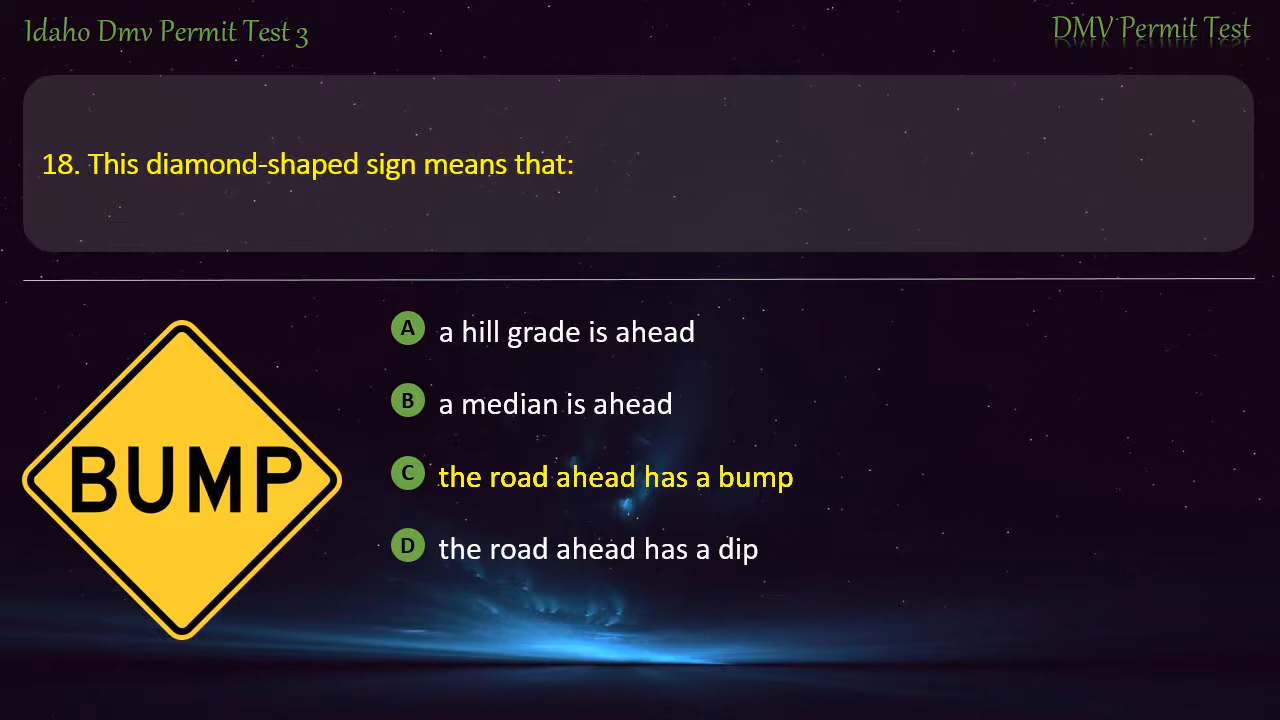 Idaho Dmv Permit Test 3
DMV Permit Test
18. This diamond-shaped sign means that:
BUMP
A a hill grade is ahead
B a median is ahead
C the road ahead has a bump
D the road ahead has a dip